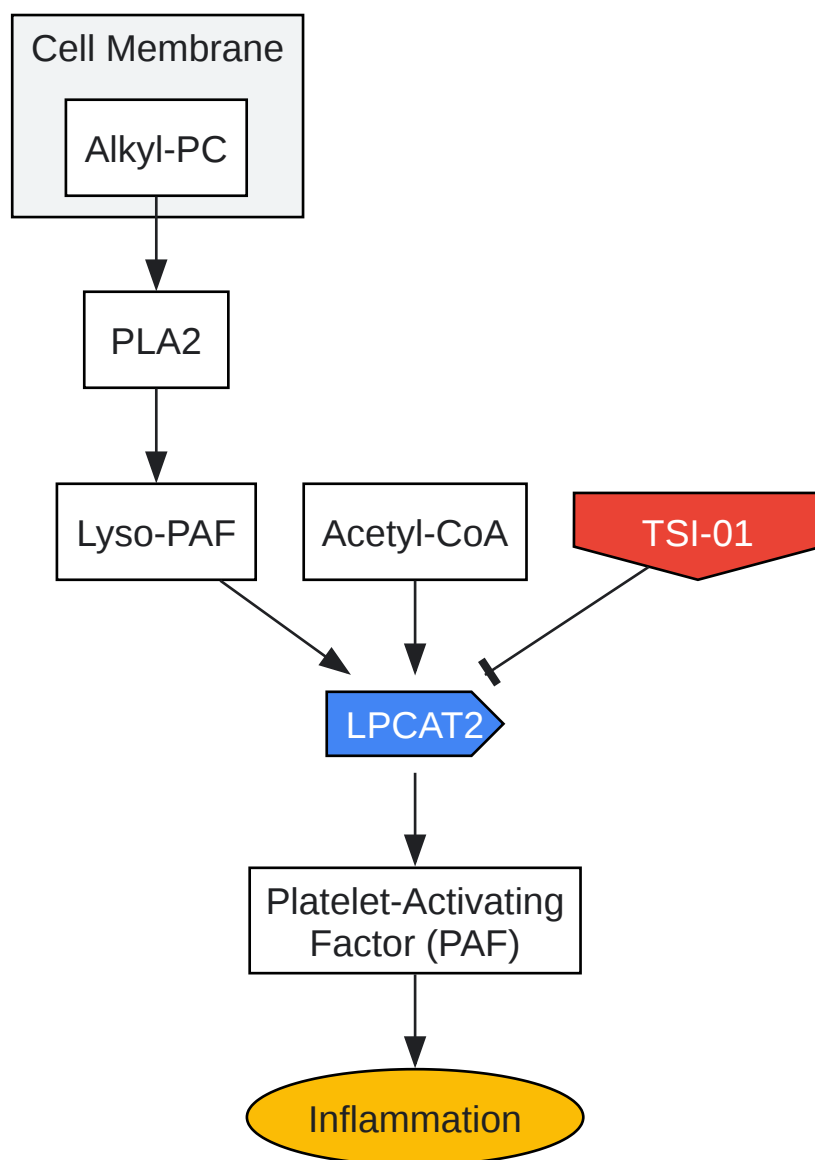 Cell Membrane
Alkyl-PC
PLA2
Lyso-PAF
Acetyl-CoA
TSI-01
LPCAT2
Platelet-Activating
Factor (PAF)
Inflammation